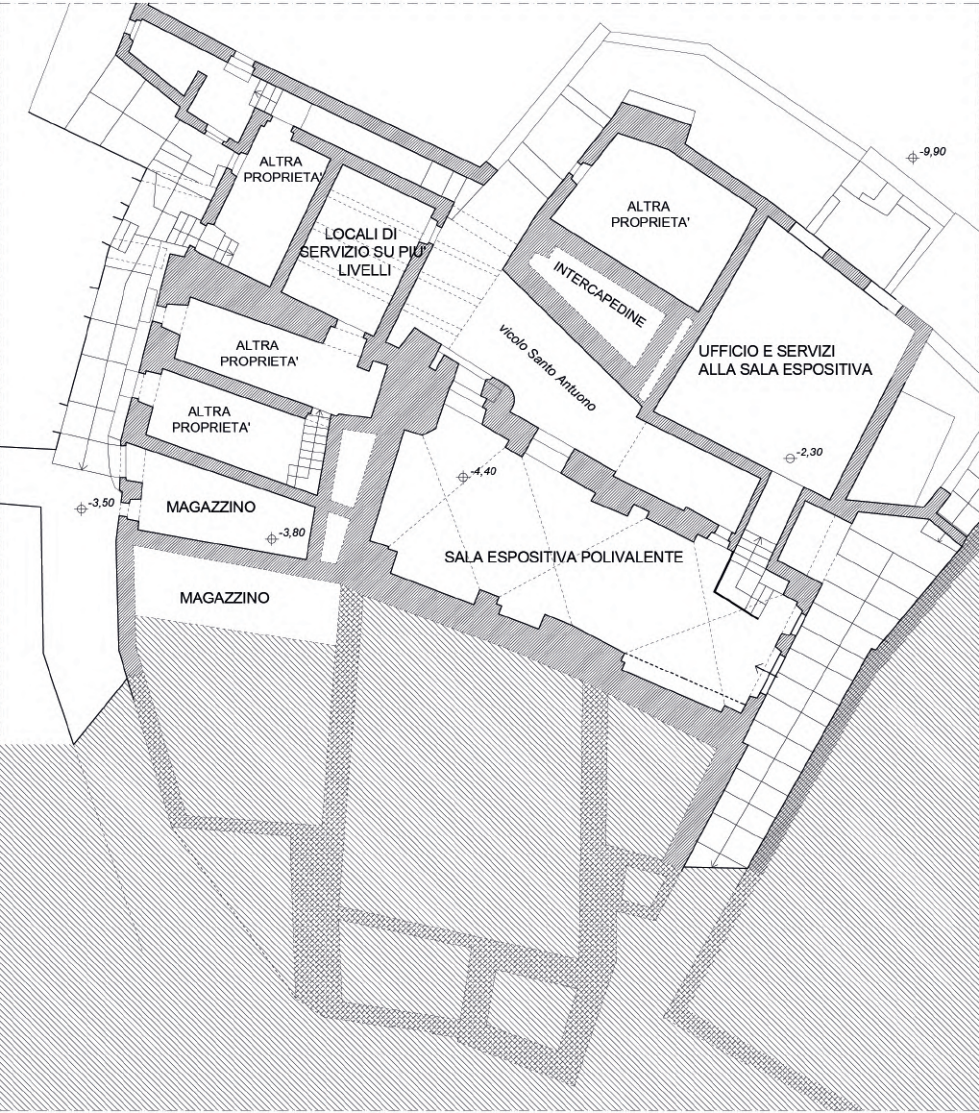 -9,90
ALTRA
PROPRIETA'
ALTRA
PROPRIETA'
LOCALI DI
SERVIZIO SU PIU'
LIVELLI
INTERCAPEDINE
vicolo Santo Antuono
UFFICIO E SERVIZI
ALLA SALA ESPOSITIVA
ALTRA
PROPRIETA'
ALTRA
PROPRIETA'
-2,30
-4,40
-3,50
MAGAZZINO
-3,80
SALA ESPOSITIVA POLIVALENTE
MAGAZZINO